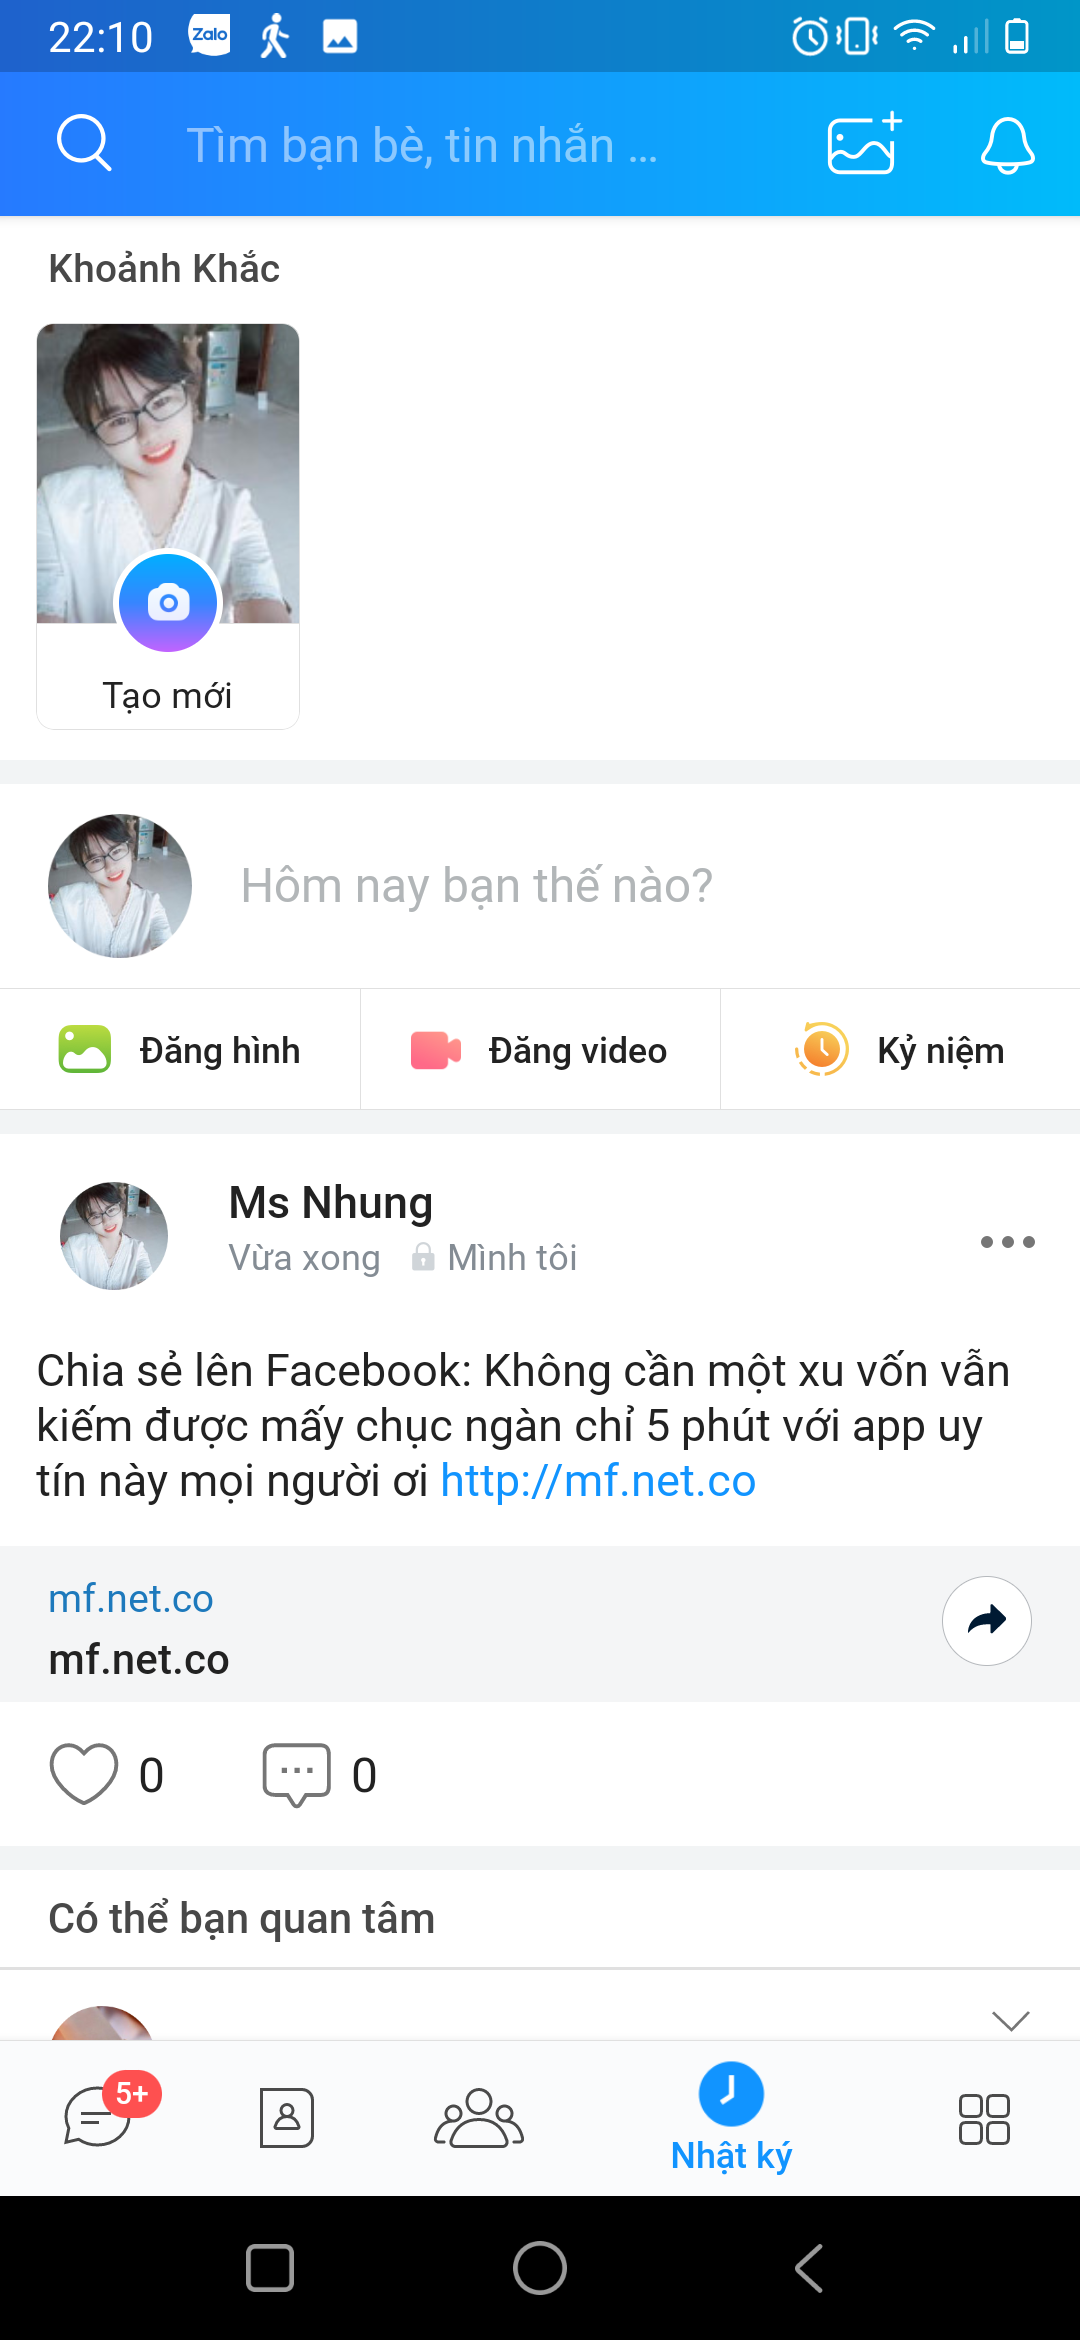 22:10 Zalo
Tìm bạn bè, tin nhắn ...
Khoảnh Khắc
Tạo mới
Hôm nay bạn thế nào?
Đăng hình Đăng video Kỷ niệm
Ms Nhung
Vừa xong Mình tôi
Chia sẻ lên Facebook: Không cần một xu vốn vẫn
kiếm được mấy chục ngàn chỉ 5 phút với app uy
tín này mọi người ơi http://mf.net.co
mf.net.co
mf.net.co
0 0
Có thể bạn quan tâm
5+
Nhật ký